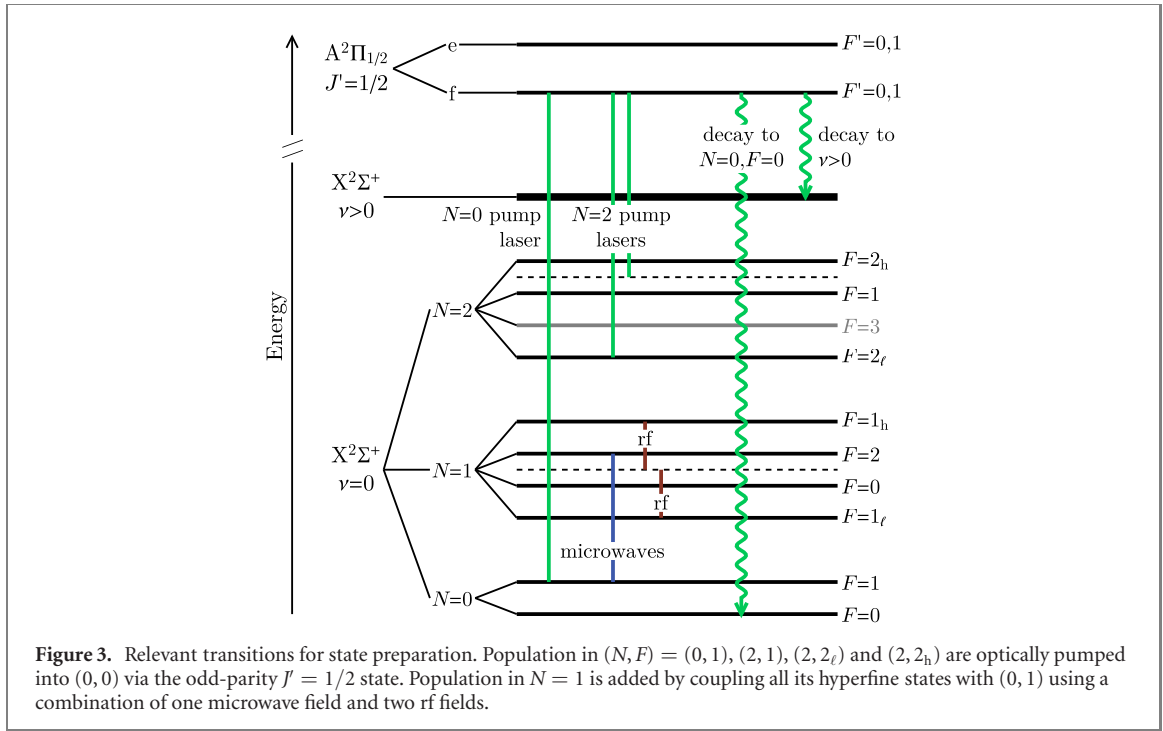 A²Π₁/₂
J'=1/2
e
f
F'=0,1
F'=0,1
decay to
N=0,F=0
decay to
ν>0
X²Σ⁺
ν>0
N=0 pump
laser
N=2 pump
lasers
Energy
N=2
F=2ₕ
F=1
F=3
F=2ℓ
X²Σ⁺
ν=0
N=1
F=1ₕ
rf
F=2
F=0
rf
F=1ℓ
microwaves
N=0
F=1
F=0
Figure 3. Relevant transitions for state preparation. Population in (N, F) = (0, 1), (2, 1), (2, 2ℓ) and (2, 2ₕ) are optically pumped
into (0, 0) via the odd-parity J′ = 1/2 state. Population in N = 1 is added by coupling all its hyperfine states with (0, 1) using a
combination of one microwave field and two rf fields.